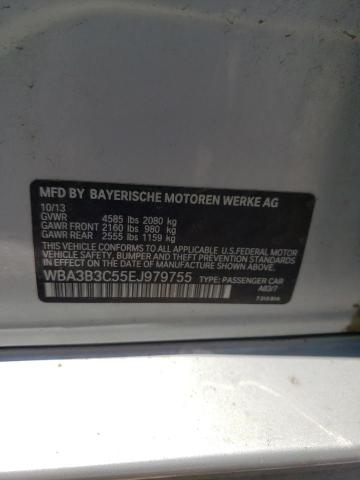 MFD BY BAYERISCHE MOTOREN WERKE AG
10/13
GVWR 4585 lbs 2080 kg
GAWR FRONT 2160 lbs 980 kg
GAWR REAR 2555 lbs 1159 kg
THIS VEHICLE CONFORMS TO ALL APPLICABLE U.S. FEDERAL MOTOR
VEHICLE SAFETY, BUMPER, AND THEFT PREVENTION STANDARDS IN
EFFECT ON THE DATE OF MANUFACTURE SHOWN ABOVE.
WBA3B3C55EJ979755 TYPE: PASSENGER CAR
A83/7